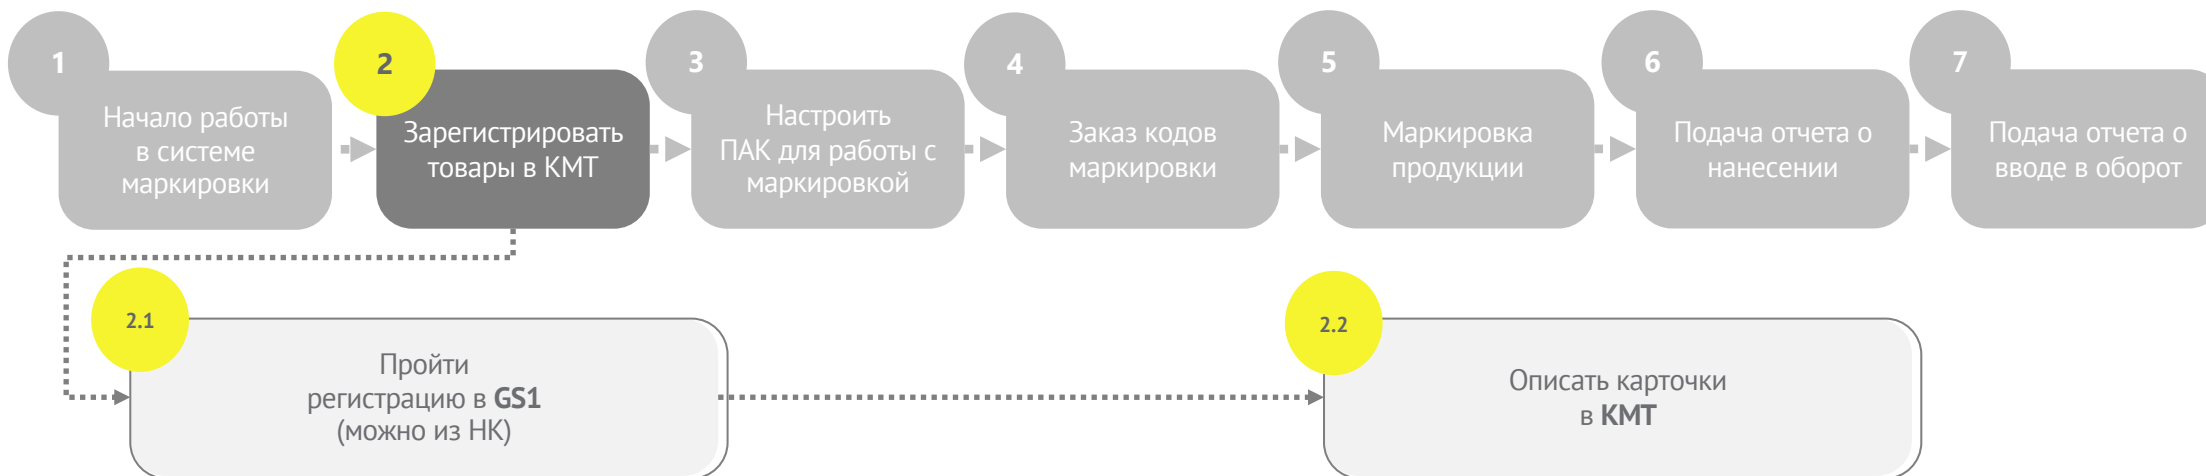 1
Начало работы
в системе
маркировки
2
Зарегистрировать
товары в КМТ
3
Настроить
ПАК для работы с
маркировкой
4
Заказ кодов
маркировки
5
Маркировка
продукции
6
Подача отчета о
нанесении
7
Подача отчета о
вводе в оборот
2.1
Пройти
регистрацию в GS1
(можно из НК)
2.2
Описать карточки
в КМТ